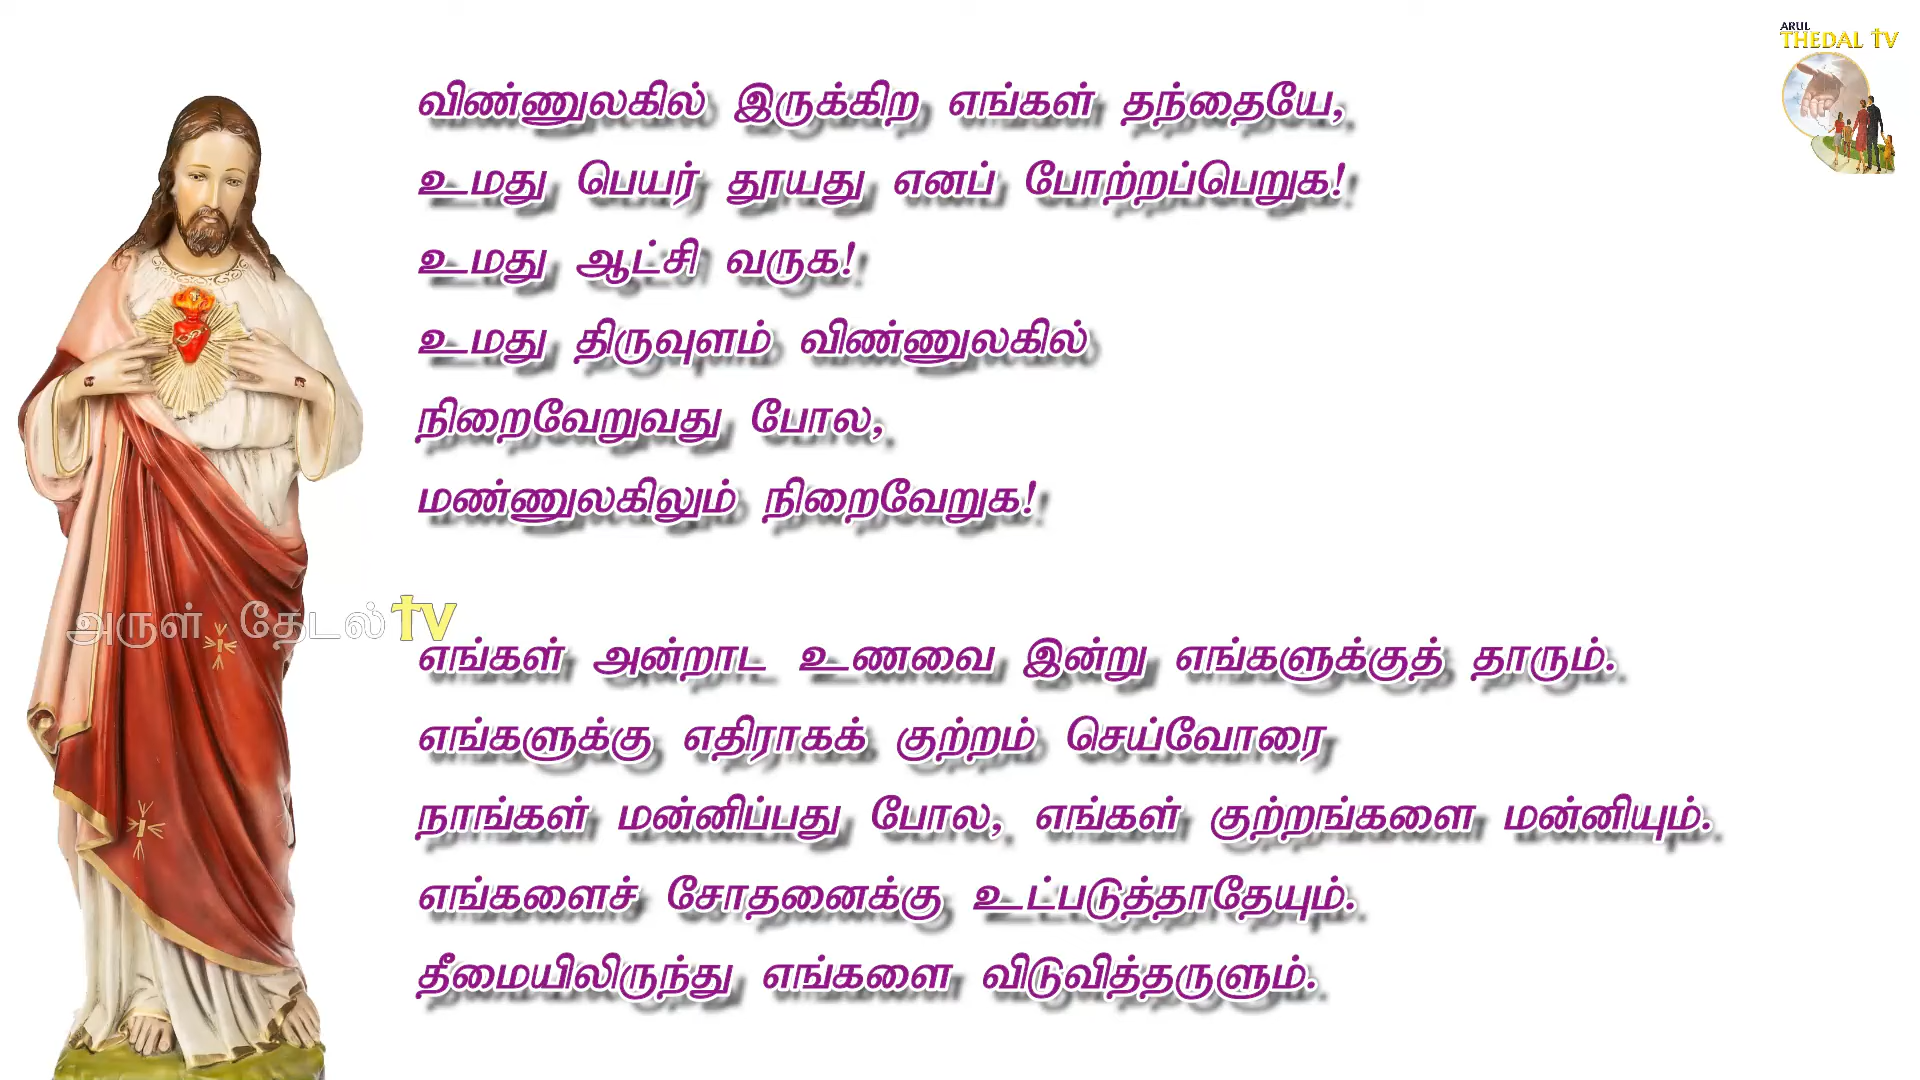 ARUL
THEDAL TV
விண்ணுலகில் இருக்கிற எங்கள் தந்தையே,
உமது பெயர் தூயது எனப் போற்றப்பெறுக!
உமது ஆட்சி வருக!
உமது திருவுளம் விண்ணுலகில்
நிறைவேறுவது போல,
மண்ணுலகிலும் நிறைவேறுக!
அருள் தேடல் TV
எங்கள் அன்றாட உணவை இன்று எங்களுக்குத் தாரும்.
எங்களுக்கு எதிராகக் குற்றம் செய்வோரை
நாங்கள் மன்னிப்பது போல, எங்கள் குற்றங்களை மன்னியும்.
எங்களைச் சோதனைக்கு உட்படுத்தாதேயும்.
தீமையிலிருந்து எங்களை விடுவித்தருளும்.